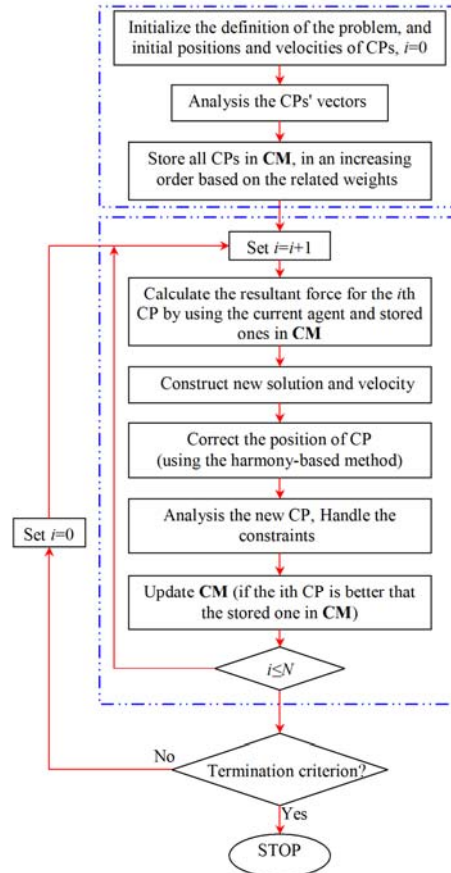 Initialize the definition of the problem, and
initial positions and velocities of CPs, i=0
Analysis the CPs' vectors
Store all CPs in CM, in an increasing
order based on the related weights
Set i=i+1
Calculate the resultant force for the ith
CP by using the current agent and stored
ones in CM
Construct new solution and velocity
Correct the position of CP
(using the harmony-based method)
Analysis the new CP, Handle the
constraints
Set i=0
Update CM (if the ith CP is better that
the stored one in CM)
i≤N
No
Termination criterion?
Yes
STOP